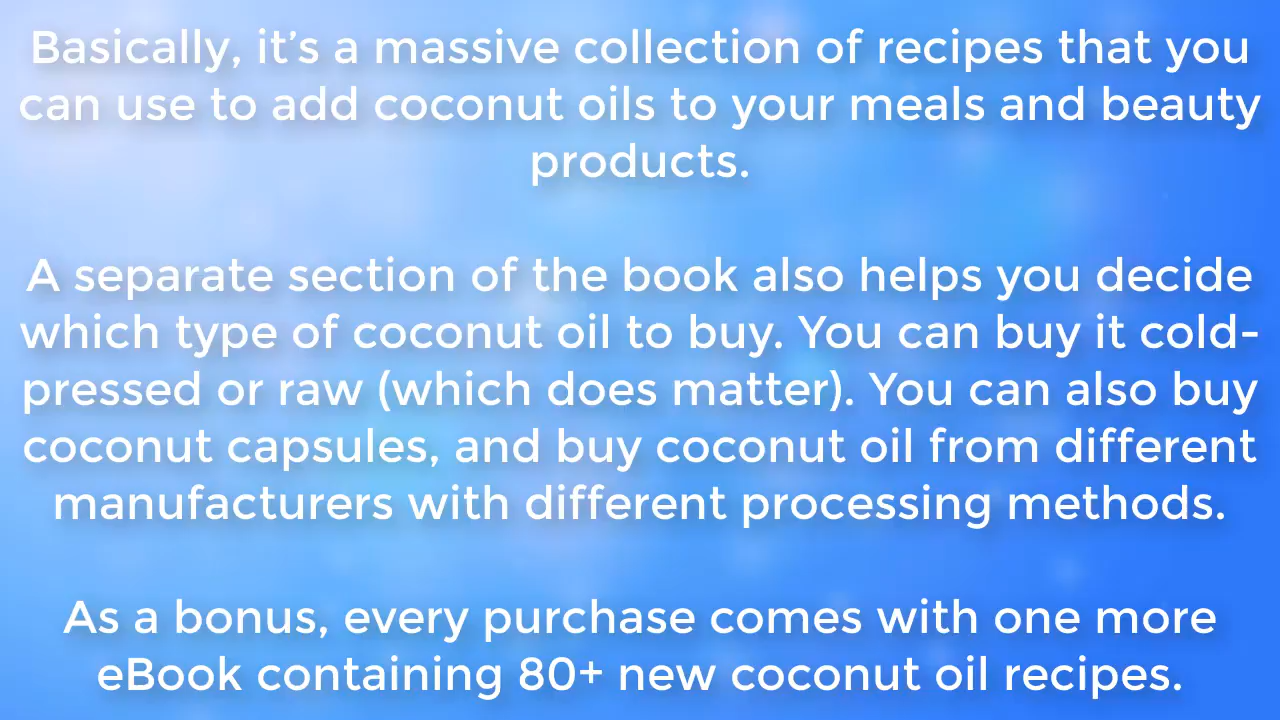 Basically, it’s a massive collection of recipes that you
can use to add coconut oils to your meals and beauty
products.
A separate section of the book also helps you decide
which type of coconut oil to buy. You can buy it cold-
pressed or raw (which does matter). You can also buy
coconut capsules, and buy coconut oil from different
manufacturers with different processing methods.
As a bonus, every purchase comes with one more
eBook containing 80+ new coconut oil recipes.